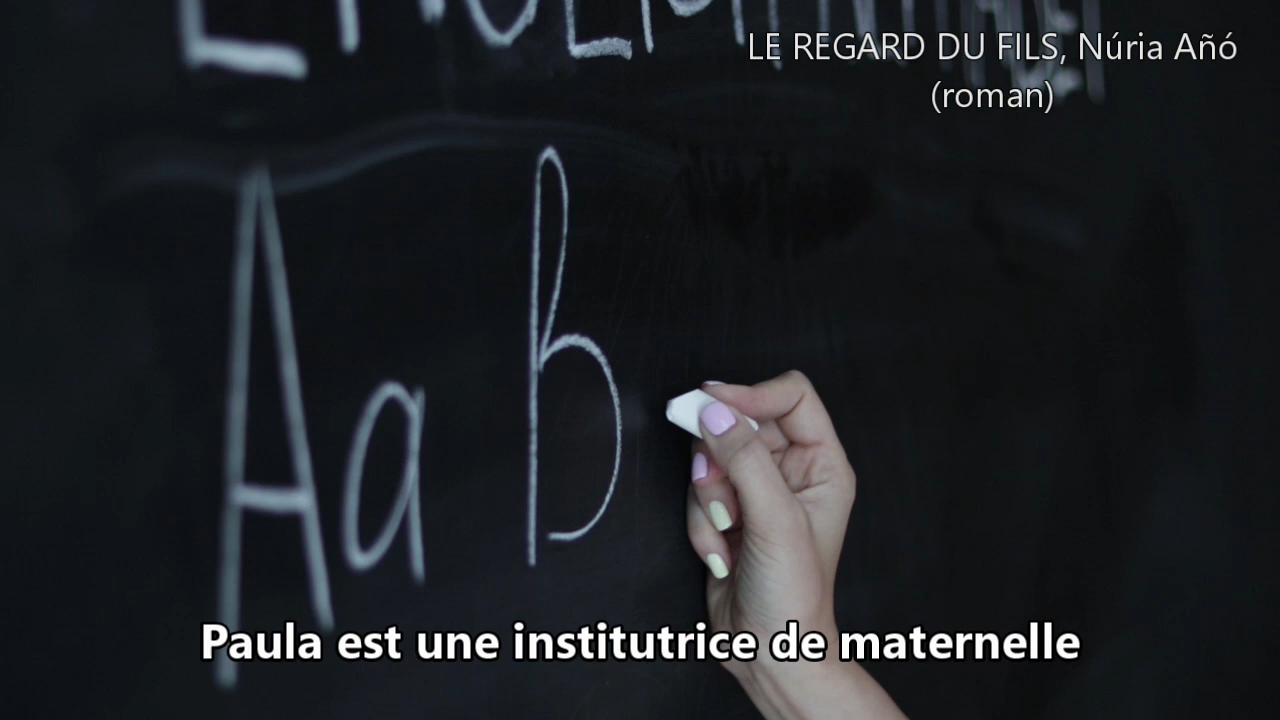 LE REGARD DU FILS, Núria Añó
(roman)
Aa B
Paula est une institutrice de maternelle